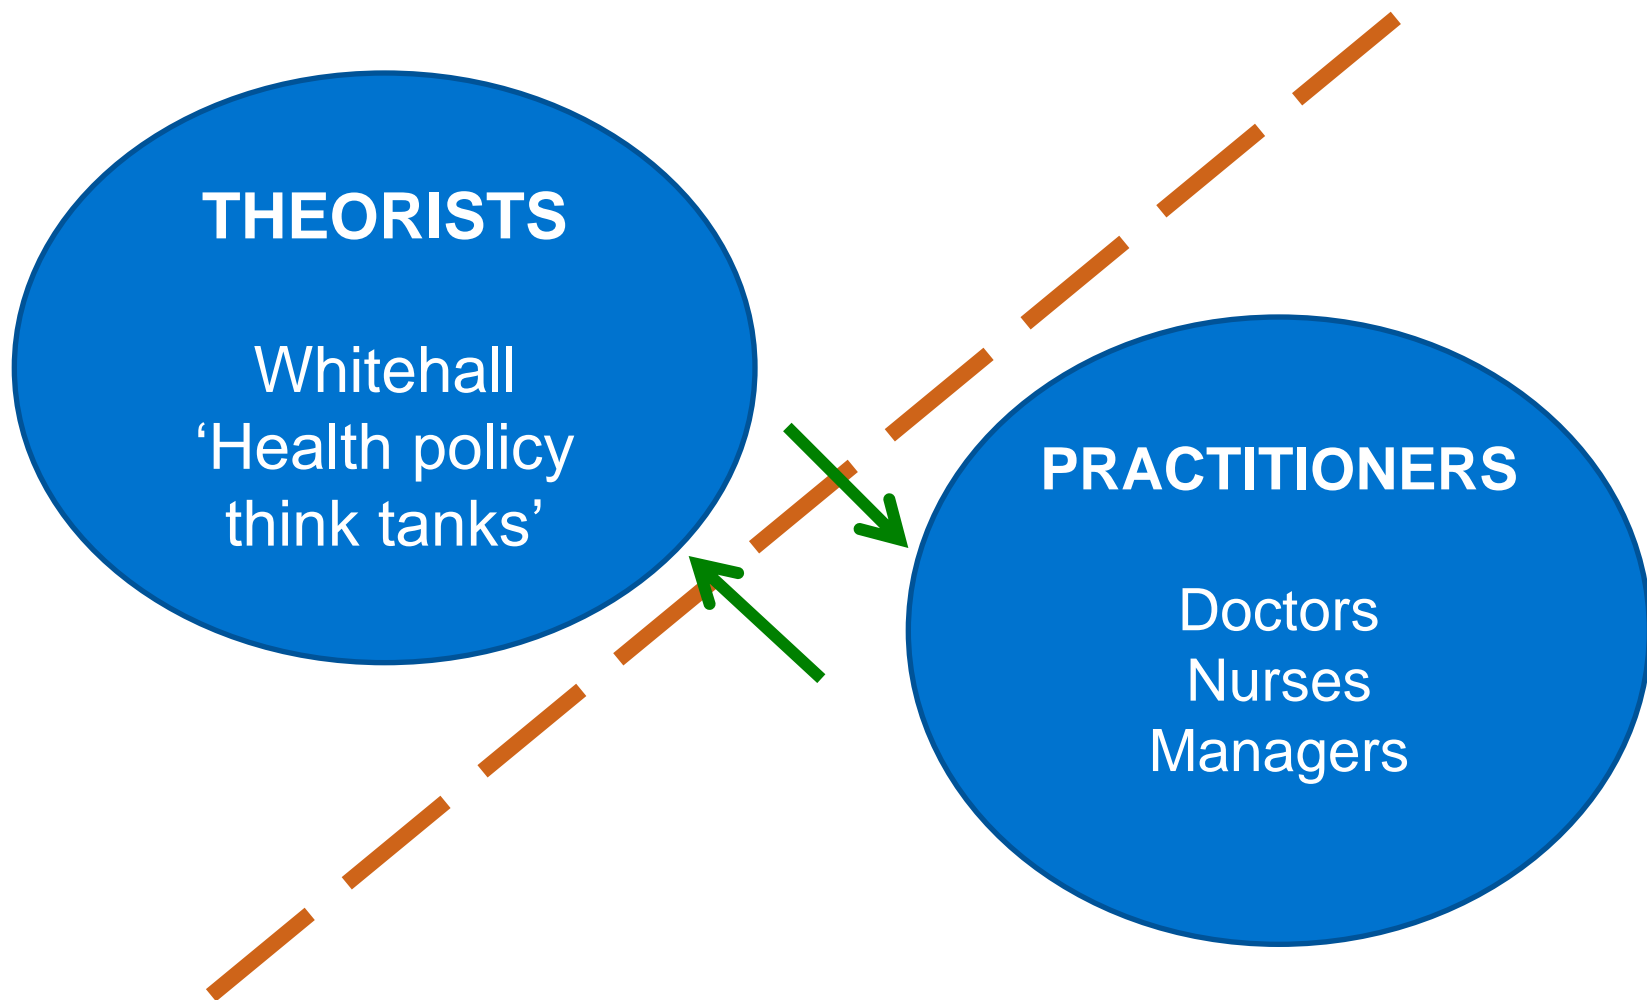 THEORISTS
Whitehall
‘Health policy
think tanks’
PRACTITIONERS
Doctors
Nurses
Managers